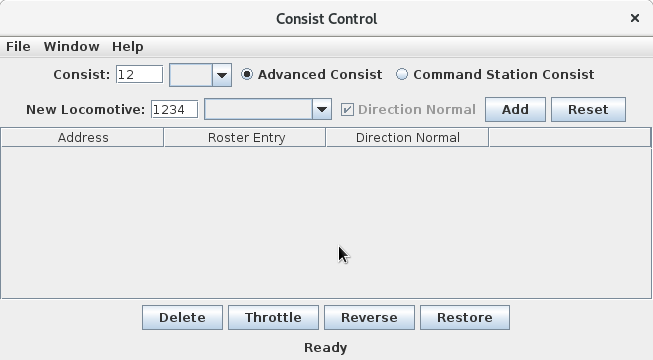 Consist Control
File Window Help
Consist: 12 Advanced Consist Command Station Consist
New Locomotive: 1234 Direction Normal Add Reset
Address Roster Entry Direction Normal
Delete Throttle Reverse Restore
Ready